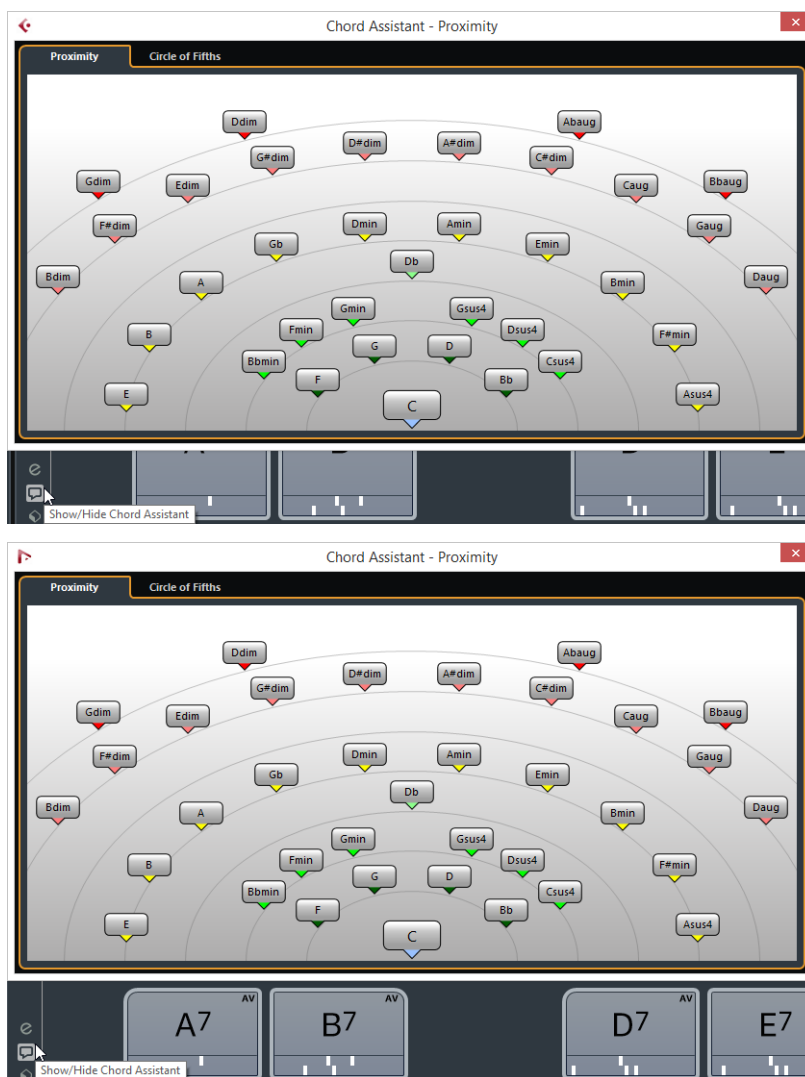 Chord Assistant - Proximity
Proximity Circle of Fifths
Ddim Abaug
D#dim A#dim
G#dim C#dim
Gdim Edim Caug Bbaug
F#dim Dmin Amin Gaug
Gb Emin
Db
Bdim A Bmin Daug
Gmin Gsus4
B Fmin Dsus4 F#min
G D
Bbmin Csus4
F Bb
E C Asus4
Show/Hide Chord Assistant
Chord Assistant - Proximity
Proximity Circle of Fifths
Ddim Abaug
D#dim A#dim
G#dim C#dim
Gdim Edim Caug Bbaug
F#dim Dmin Amin Gaug
Gb Emin
Db
Bdim A Bmin Daug
Gmin Gsus4
B Fmin Dsus4 F#min
G D
Bbmin Csus4
F Bb
E C Asus4
AV AV AV
A7 B7 D7 E7
Show/Hide Chord Assistant